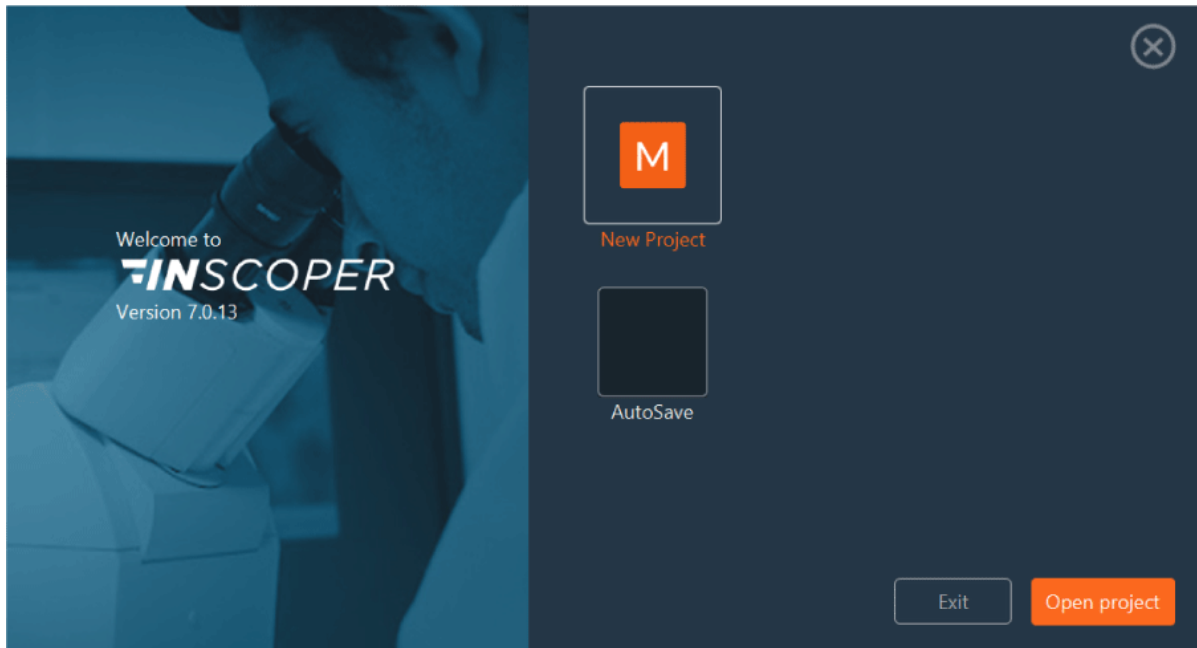 Welcome to
INSCOPER
Version 7.0.13
M
New Project
AutoSave
Exit
Open project